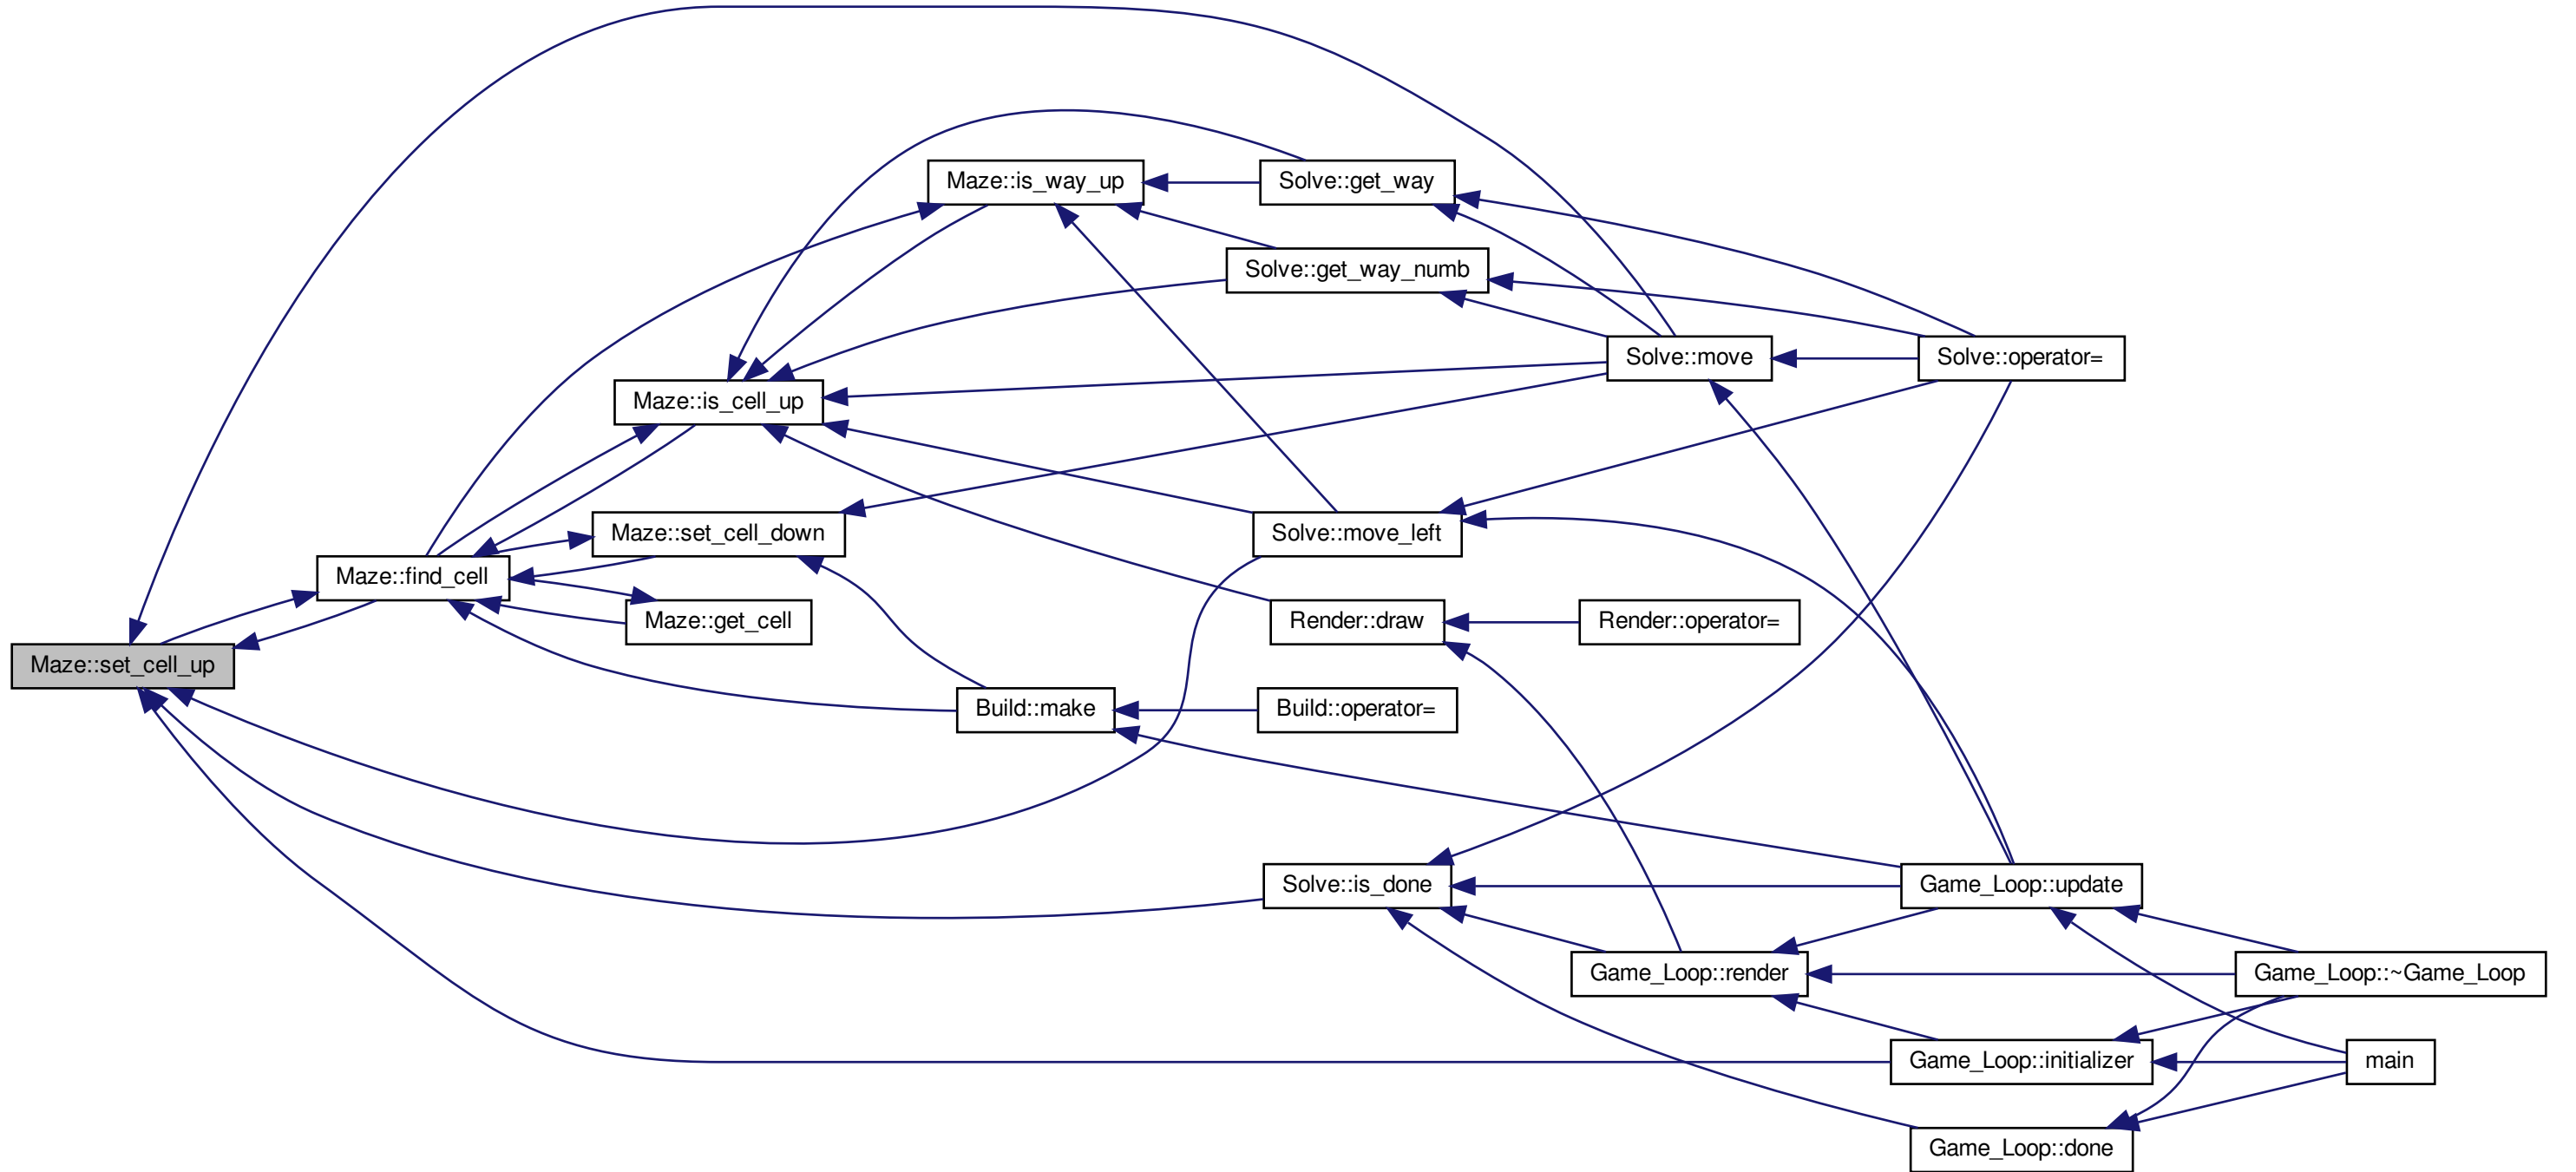 Maze::is_way_up
Solve::get_way
Solve::get_way_numb
Solve::move
Solve::operator=
Maze::is_cell_up
Maze::set_cell_down
Solve::move_left
Maze::find_cell
Maze::get_cell
Render::draw
Render::operator=
Maze::set_cell_up
Build::make
Build::operator=
Solve::is_done
Game_Loop::update
Game_Loop::render
Game_Loop::~Game_Loop
Game_Loop::initializer
main
Game_Loop::done